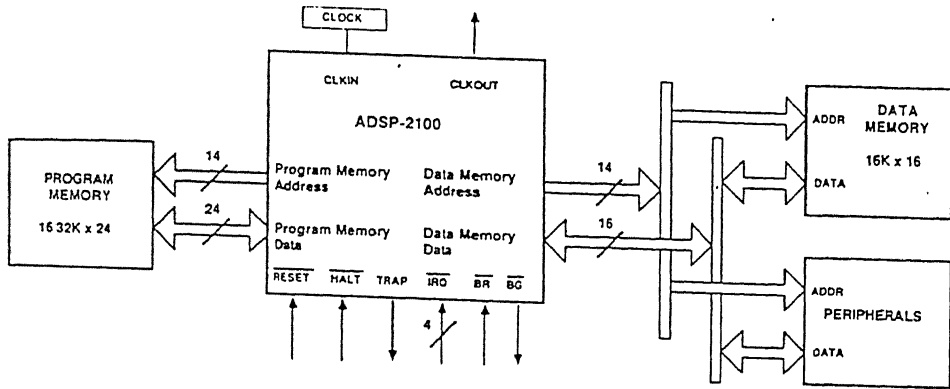 CLOCK
CLKIN
CLKOUT
ADSP-2100
PROGRAM
MEMORY
16 32K x 24
14
24
Program Memory
Address
Program Memory
Data
Data Memory
Address
Data Memory
Data
14
16
RESET HALT TRAP IRQ BR BG
4
ADDR
DATA
MEMORY
16K x 16
DATA
ADDR
PERIPHERALS
DATA